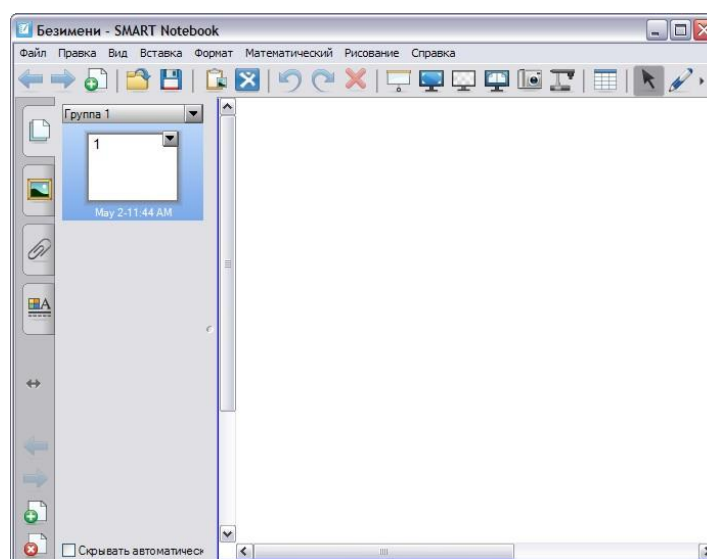 Безимени - SMART Notebook
Файл Правка Вид Вставка Формат Математический Рисование Справка
Группа 1
1
May 2-11:44 AM
Скрывать автоматическ